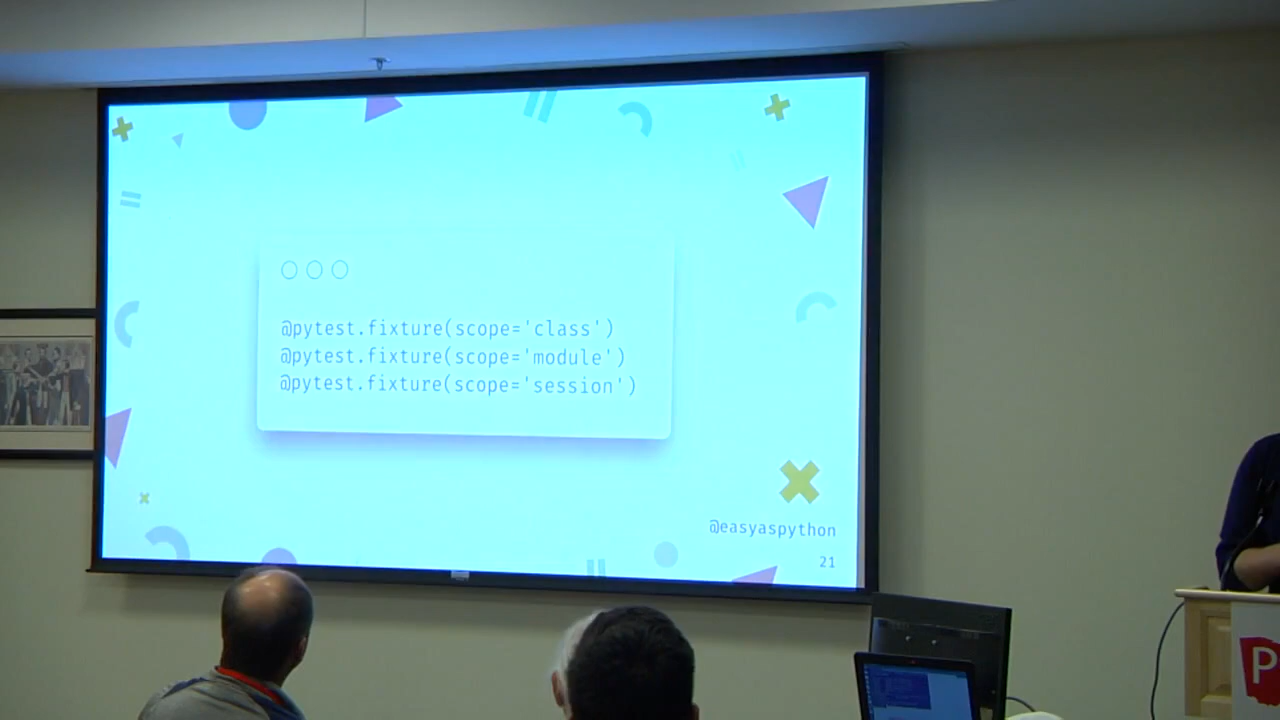 @pytest.fixture(scope='class')
@pytest.fixture(scope='module')
@pytest.fixture(scope='session')
@easyaspython
21
P